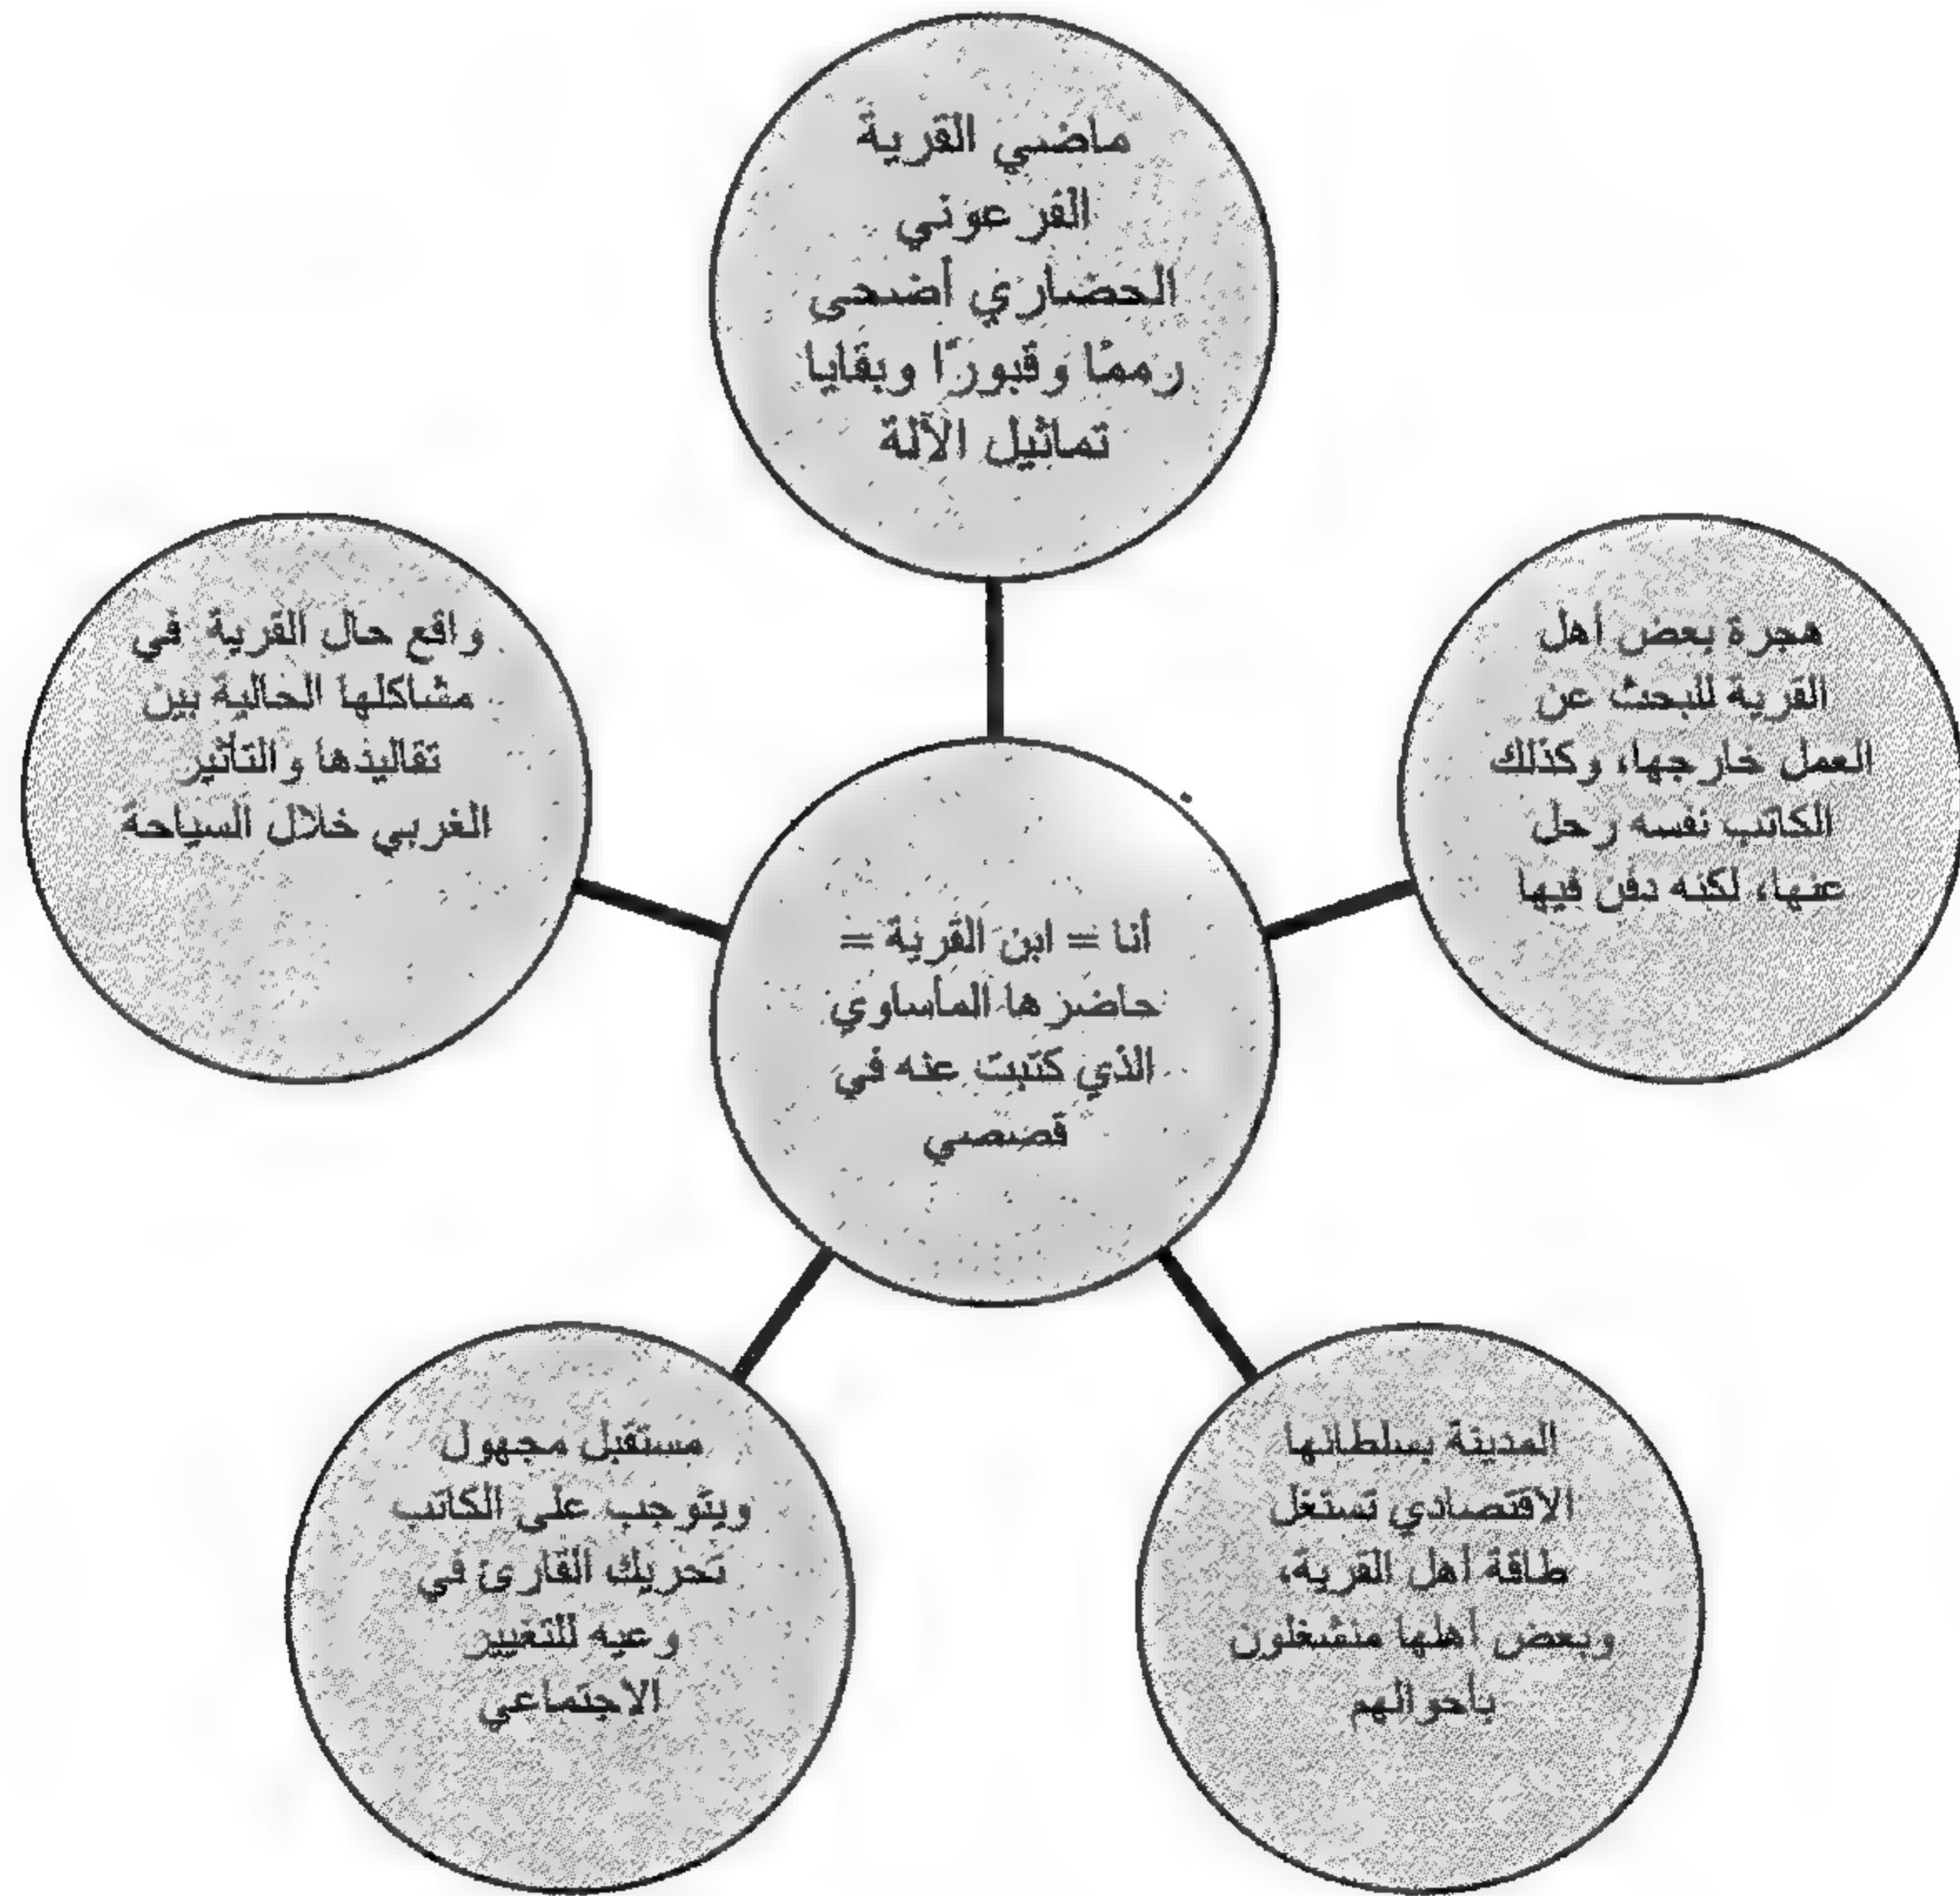 ماضي القرية
الفرعوني
الحضاري أضحى
رممًا وقبورًا وبقايا
تماثيل الآلة
هجرة بعض أهل
القرية للبحث عن
العمل خارجها، وكذلك
الكاتب نفسه رحل
عنها، لكنه دفن فيها
واقع حال القرية في
مشاكلها الحالية بين
تقاليدها والتأثير
الغربي خلال السياحة
أنا = ابن القرية =
حاضرها المأساوي
الذي كتبت عنه في
قصصي
المدينة بسلطانها
الاقتصادي تستغل
طاقة أهل القرية،
وبعض أهلها منشغلون
بأحوالهم
مستقبل مجهول
ويتوجب على الكاتب
تحريك القارئ في
وعيه للتغيير
الاجتماعي